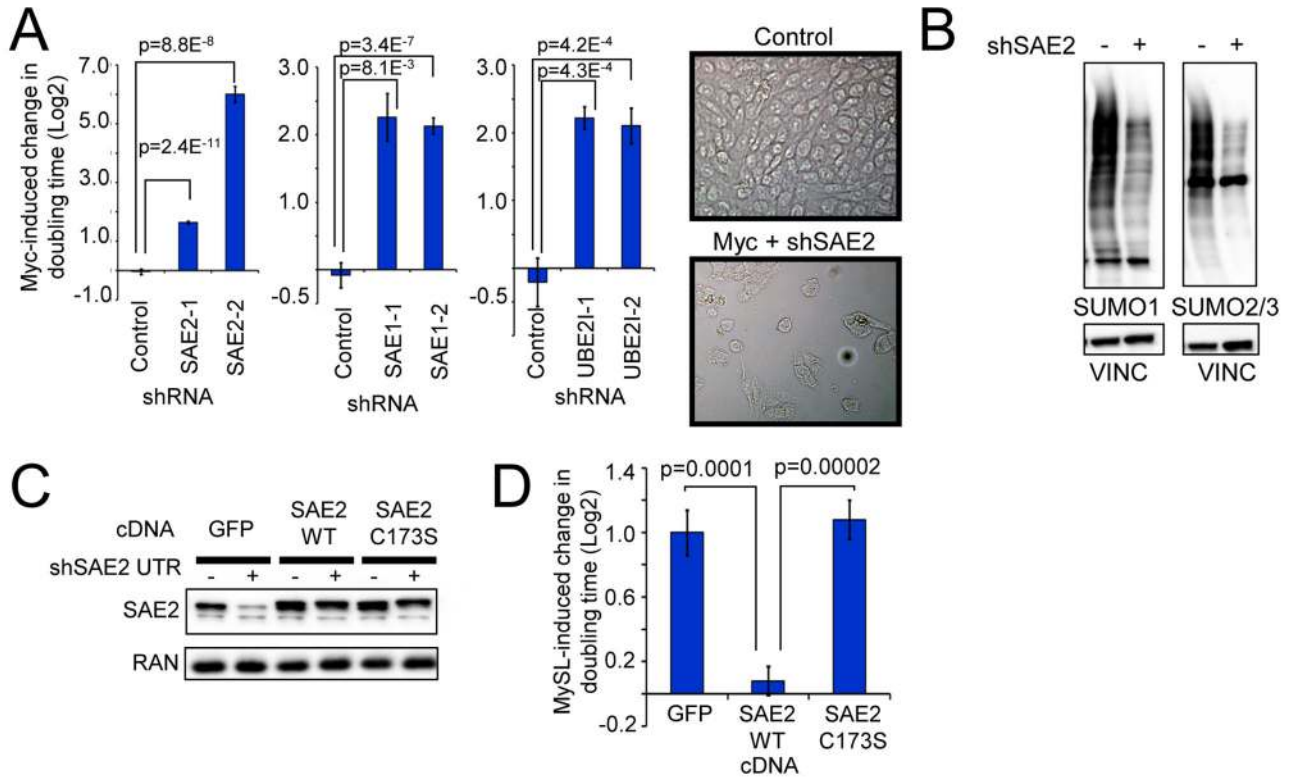 A
Myc-induced change in
doubling time (Log2)
p=8.8E-8
p=2.4E-11
7.0
5.0
3.0
1.0
-1.0
Control
SAE2-1
SAE2-2
shRNA
p=3.4E-7
p=8.1E-3
3.0
2.0
1.0
-0.5
Control
SAE1-1
SAE1-2
shRNA
p=4.2E-4
p=4.3E-4
3.0
2.0
1.0
-0.5
Control
UBE2I-1
UBE2I-2
shRNA
Control
Myc + shSAE2
B
shSAE2 - + - +
SUMO1 SUMO2/3
VINC VINC
C
cDNA GFP SAE2 WT SAE2 C173S
shSAE2 UTR - + - + - +
SAE2
RAN
D
MySL-induced change in
doubling time (Log2)
p=0.0001 p=0.00002
1.4
1.0
0.6
0.2
-0.2
GFP SAE2 SAE2
WT C173S
cDNA